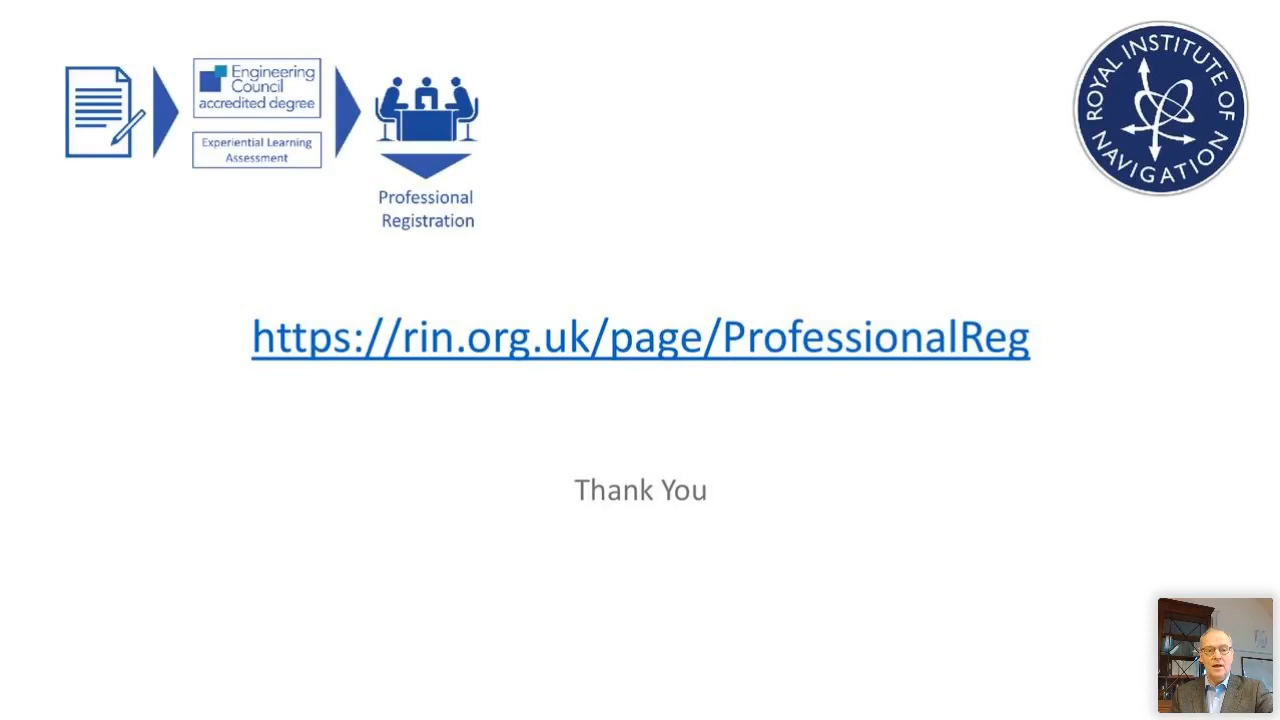 Engineering
Council
accredited degree
Experiential Learning
Assessment
Professional
Registration
ROYAL INSTITUTE OF
NAVIGATION
https://rin.org.uk/page/ProfessionalReg
Thank You